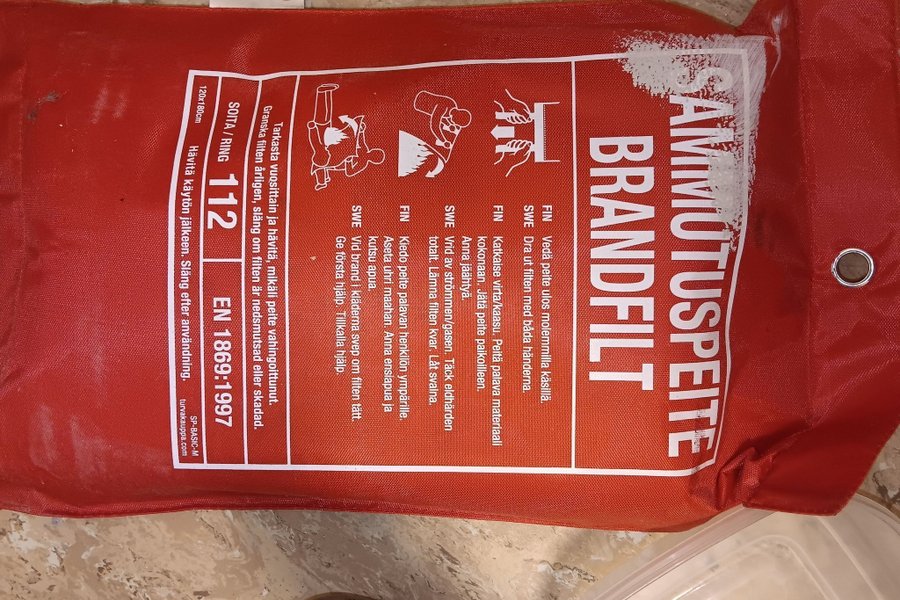 SAMMUTUSPEITE
BRANDFILT
FIN Vedä peite ulos molemmilla käsillä.
SWE Dra ut filten med båda händerna.
FIN Katkaise virta/kaasu. Peitä palava materiaali
kokonaan. Jätä peite paikoilleen.
Anna jäähtyä.
SWE Vrid av strömmen/gasen. Täck eldhärden
totalt. Lämna filten kvar. Låt svalna.
FIN Kiedo peite palavan henkilön ympärille.
Aseta uhri maahan. Anna ensiapua ja
kutsu apua.
SWE Vid brand i kläderna svep om filten tätt.
Ge första hjälp. Tillkalla hjälp.
Tarkasta vuosittain ja hävitä, mikäli peite vahingoittunut.
Granska filten årligen, släng om filten är nedsmutsad eller skadad.
SOITA / RING 112
EN 1869:1997
120x180cm
Hävitä käytön jälkeen. Släng efter användning.
SP-BASIC-M
turvakauppa.com